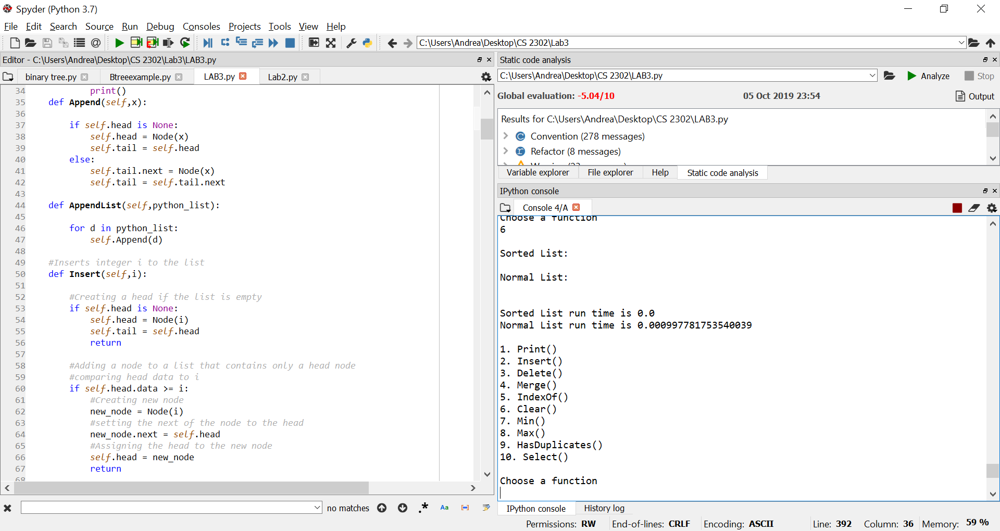 Spyder (Python 3.7)
File Edit Search Source Run Debug Consoles Projects Tools View Help
C:\Users\Andrea\Desktop\CS 2302\Lab3
Editor - C:\Users\Andrea\Desktop\CS 2302\Lab3\LAB3.py
binary tree.py Btreeexample.py LAB3.py Lab2.py
34             print()
35     def Append(self,x):
36
37         if self.head is None:
38             self.head = Node(x)
39             self.tail = self.head
40         else:
41             self.tail.next = Node(x)
42             self.tail = self.tail.next
43
44     def AppendList(self,python_list):
45
46         for d in python_list:
47             self.Append(d)
48
49     #Inserts integer i to the list
50     def Insert(self,i):
51
52         #Creating a head if the list is empty
53         if self.head is None:
54             self.head = Node(i)
55             self.tail = self.head
56             return
57
58         #Adding a node to a list that contains only a head node
59         #comparing head data to i
60         if self.head.data >= i:
61             #Creating new node
62             new_node = Node(i)
63             #setting the next of the node to the head
64             new_node.next = self.head
65             #Assigning the head to the new node
66             self.head = new_node
67             return
68
no matches .* Aa
Static code analysis
C:\Users\Andrea\Desktop\CS 2302\LAB3.py Analyze Stop
Global evaluation: -5.04/10 05 Oct 2019 23:54 Output
Results for C:\Users\Andrea\Desktop\CS 2302\LAB3.py
Convention (278 messages)
Refactor (8 messages)
Variable explorer File explorer Help Static code analysis
IPython console
Console 4/A
Choose a function
6
Sorted List:
Normal List:
Sorted List run time is 0.0
Normal List run time is 0.000997781753540039
1. Print()
2. Insert()
3. Delete()
4. Merge()
5. IndexOf()
6. Clear()
7. Min()
8. Max()
9. HasDuplicates()
10. Select()
Choose a function
IPython console History log
Permissions: RW End-of-lines: CRLF Encoding: ASCII Line: 392 Column: 36 Memory: 59 %